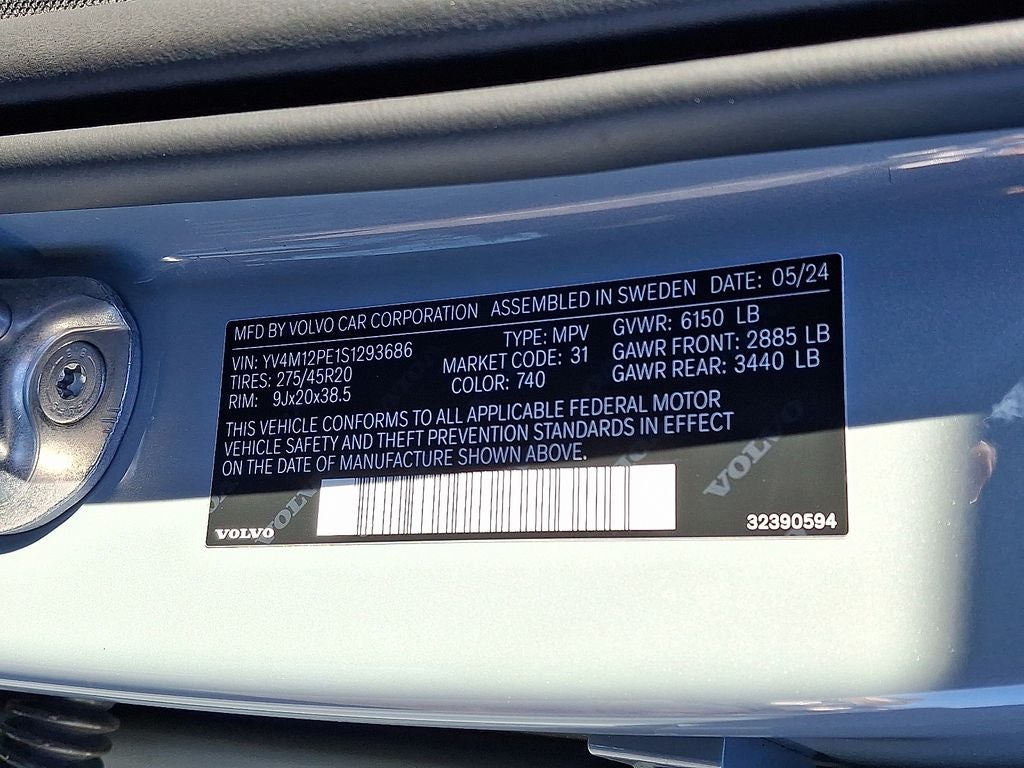 MFD BY VOLVO CAR CORPORATION ASSEMBLED IN SWEDEN DATE: 05/24
VIN: YV4M12PE1S1293686 TYPE: MPV GVWR: 6150 LB
TIRES: 275/45R20 MARKET CODE: 31 GAWR FRONT: 2885 LB
RIM: 9Jx20x38.5 COLOR: 740 GAWR REAR: 3440 LB
THIS VEHICLE CONFORMS TO ALL APPLICABLE FEDERAL MOTOR
VEHICLE SAFETY AND THEFT PREVENTION STANDARDS IN EFFECT
ON THE DATE OF MANUFACTURE SHOWN ABOVE.
VOLVO
VOLVO
VOLVO 32390594